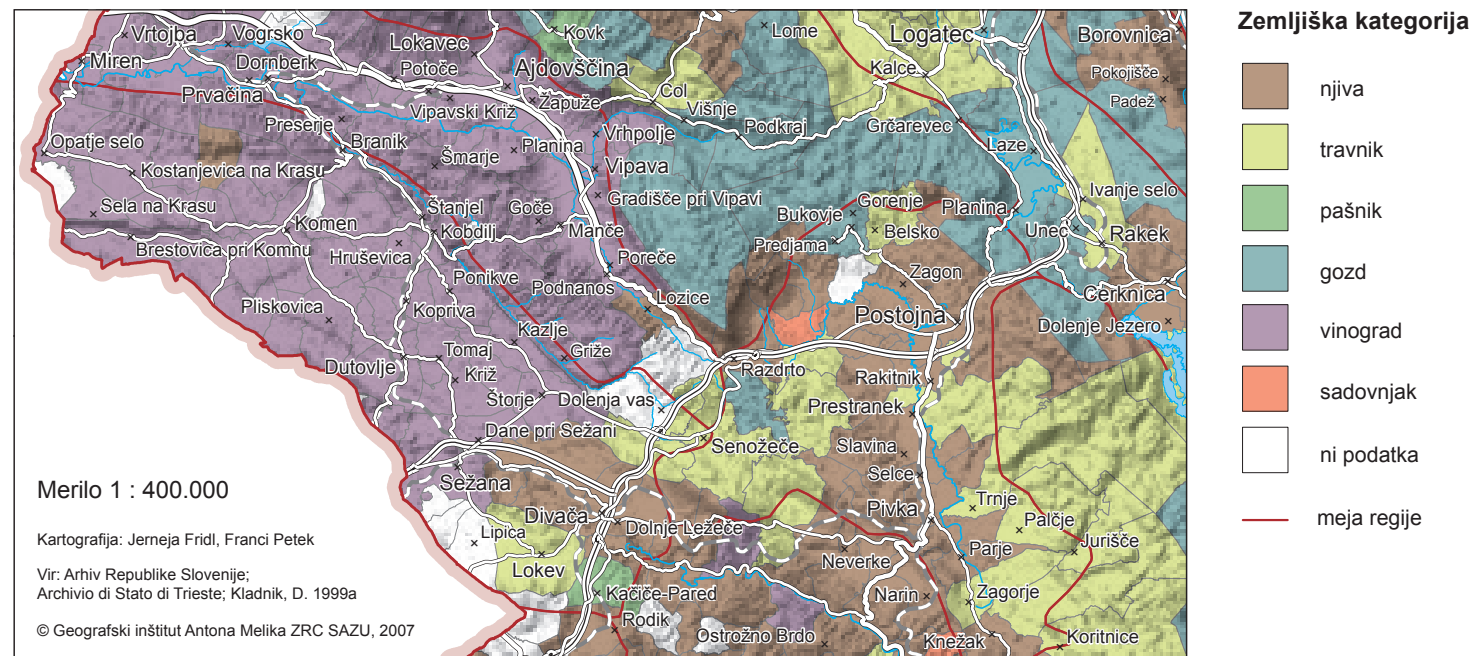 Vrtojba
Vogrsko
Lokavec
Kovk
Lome
Logatec
Borovnica
Miren
Dornberk
Potoče
Ajdovščina
Kalce
Pokojišče
Prvačina
Vipavski Križ
Zapuže
Col
Višnje
Padež
Preserje
Branik
Vrhpolje
Podkraj
Grčarevec
Opatje selo
Šmarje
Planina
Vipava
Laze
Kostanjevica na Krasu
Gradišče pri Vipavi
Ivanje selo
Sela na Krasu
Komen
Štanjel
Goče
Bukovje
Gorenje
Planina
Brestovica pri Komnu
Kobdilj
Manče
Predjama
Belsko
Unec
Rakek
Hruševica
Ponikve
Poreče
Zagon
Podnanos
Cerknica
Pliskovica
Kopriva
Lozice
Postojna
Dolenje Jezero
Kazlje
Dutovlje
Tomaj
Griže
Razdrto
Križ
Rakitnik
Štorje
Dolenja vas
Prestranek
Dane pri Sežani
Senožeče
Slavina
Sežana
Selce
Trnje
Divača
Dolnje Ležeče
Pivka
Palčje
Lipica
Neverke
Parje
Jurišče
Lokev
Kačiče-Pared
Narin
Zagorje
Rodik
Ostrožno Brdo
Knežak
Koritnice
Merilo 1 : 400.000
Kartografija: Jerneja Fridl, Franci Petek
Vir: Arhiv Republike Slovenije;
Archivio di Stato di Trieste; Kladnik, D. 1999a
© Geografski inštitut Antona Melika ZRC SAZU, 2007
Zemljiška kategorija
njiva
travnik
pašnik
gozd
vinograd
sadovnjak
ni podatka
meja regije